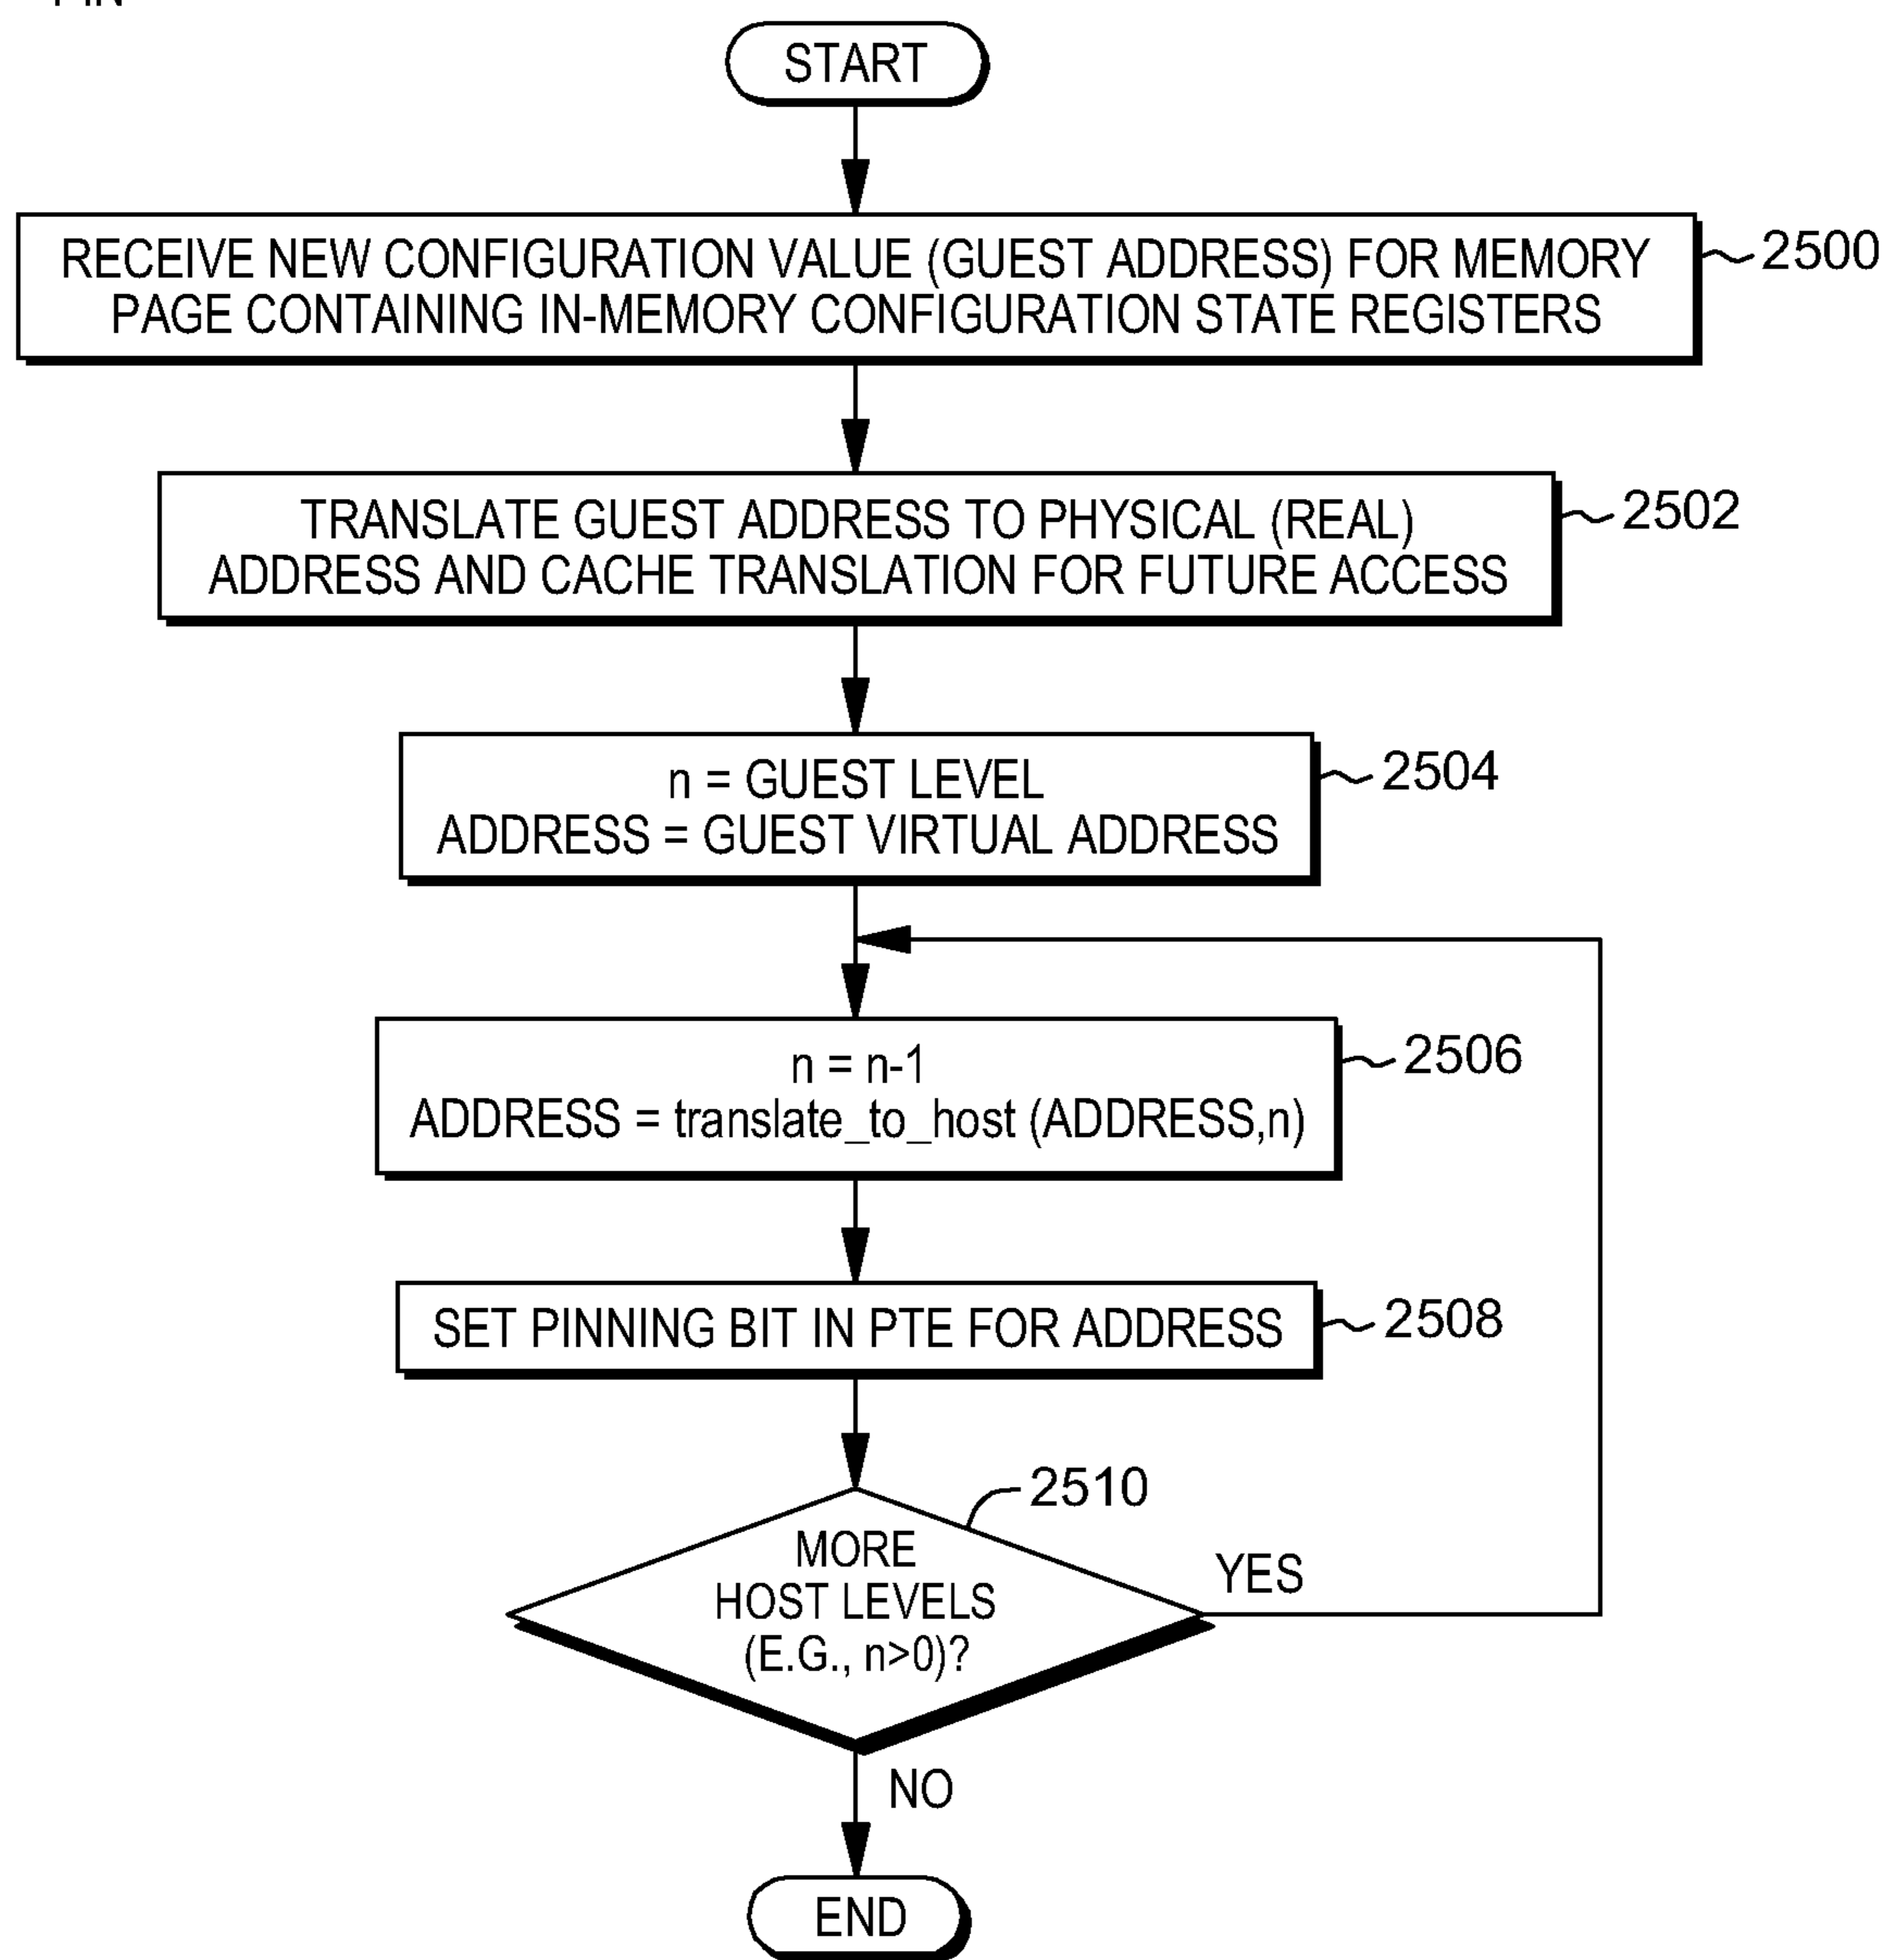 PIN
START
RECEIVE NEW CONFIGURATION VALUE (GUEST ADDRESS) FOR MEMORY
PAGE CONTAINING IN-MEMORY CONFIGURATION STATE REGISTERS
2500
TRANSLATE GUEST ADDRESS TO PHYSICAL (REAL)
ADDRESS AND CACHE TRANSLATION FOR FUTURE ACCESS
2502
n = GUEST LEVEL
ADDRESS = GUEST VIRTUAL ADDRESS
2504
n = n-1
ADDRESS = translate_to_host (ADDRESS,n)
2506
SET PINNING BIT IN PTE FOR ADDRESS
2508
2510
MORE
HOST LEVELS
(E.G., n>0)?
YES
NO
END